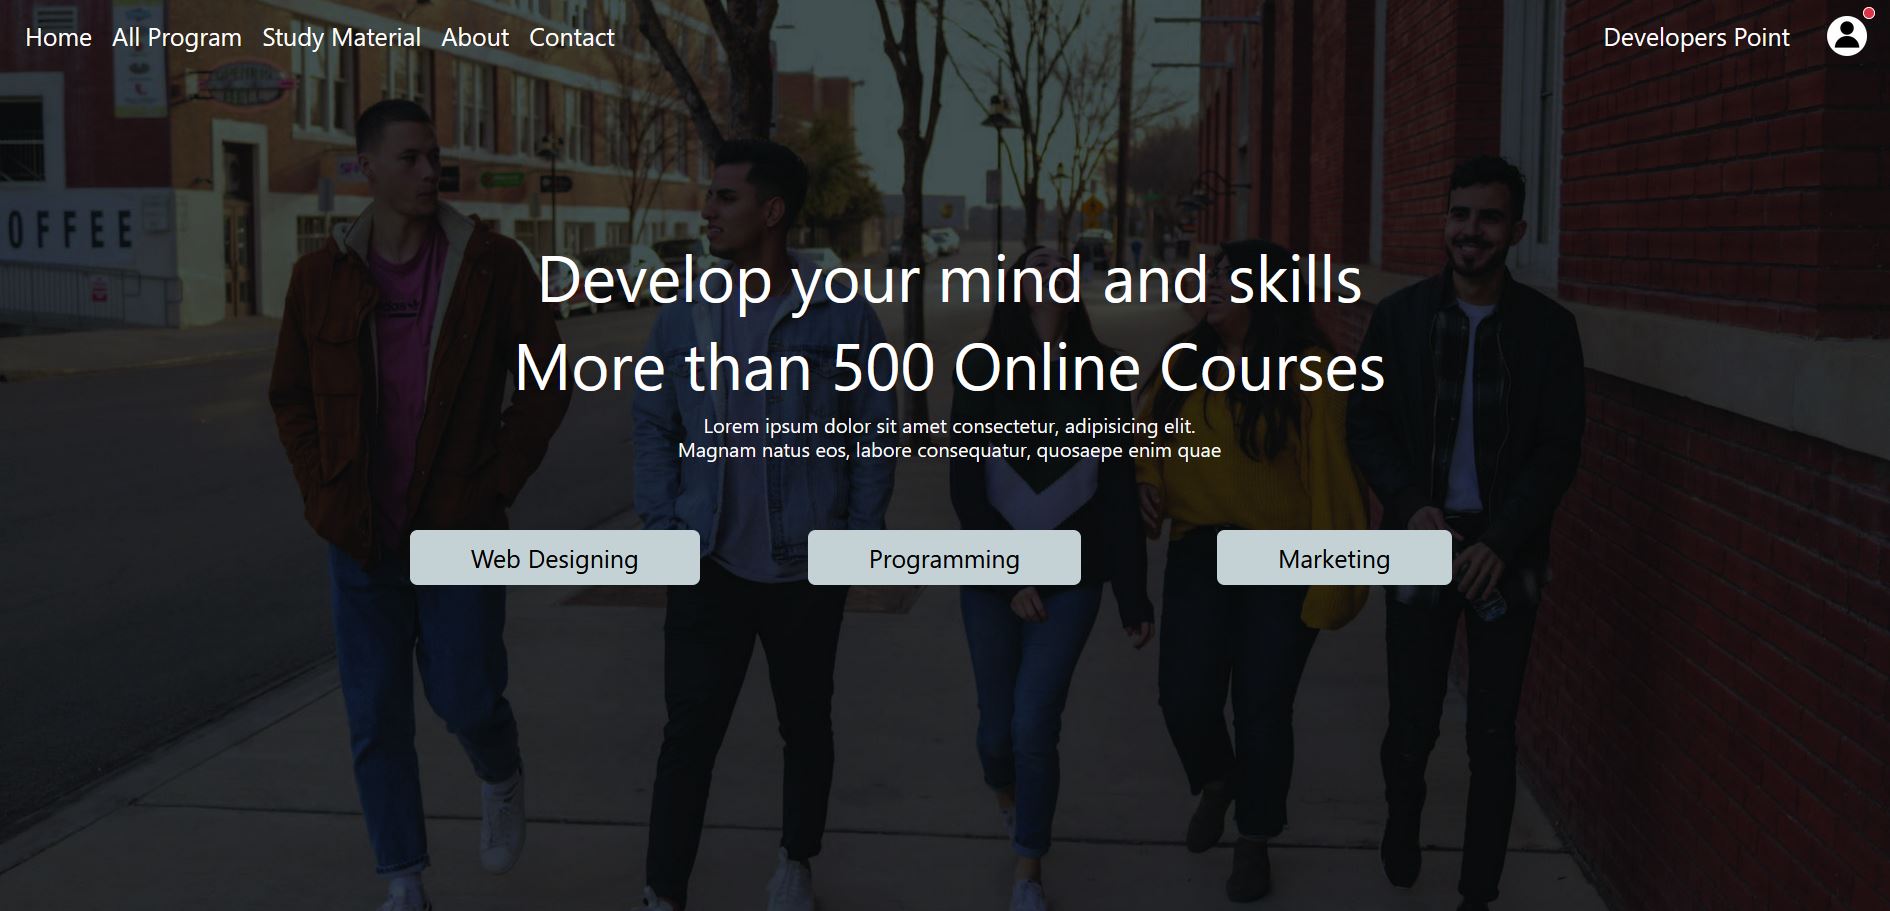 Home All Program Study Material About Contact Developers Point
OFFEE
adidas
Develop your mind and skills
More than 500 Online Courses
Lorem ipsum dolor sit amet consectetur, adipisicing elit.
Magnam natus eos, labore consequatur, quosaepe enim quae
Web Designing Programming Marketing